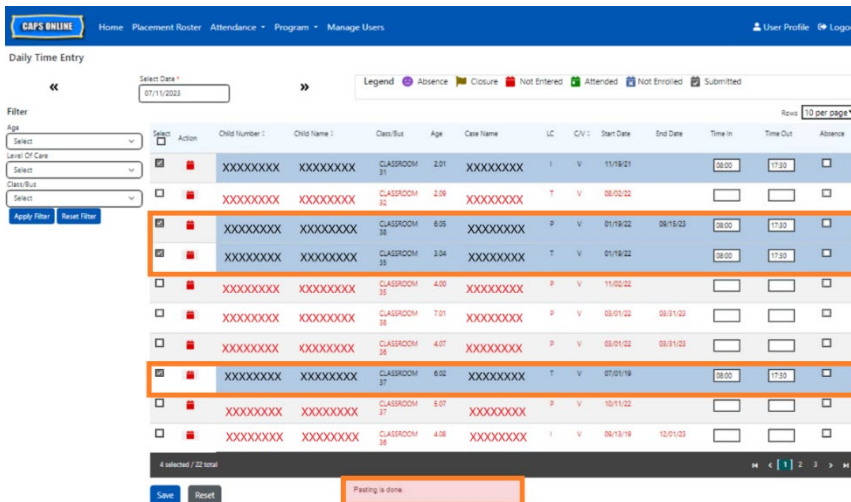 CAPS ONLINE Home Placement Roster Attendance Program Manage Users User Profile Logo
Daily Time Entry
« Select Date * 07/11/2023 » Legend Absence Closure Not Entered Attended Not Enrolled Submitted
Filter
Rows 10 per page
Age
Select
Level Of Care
Select
Class/Bus
Select
Apply Filter Reset Filter
Select Action Child Number Child Name Class/Bus Age Case Name LC C/V Start Date End Date Time In Time Out Absence
XXXXXXXX XXXXXXXX CLASSROOM 31 2.01 XXXXXXXX I V 11/19/21 08:00 17:30
XXXXXXXX XXXXXXXX CLASSROOM 32 2.09 XXXXXXXX T V 08/02/22
XXXXXXXX XXXXXXXX CLASSROOM 38 6.05 XXXXXXXX P V 01/19/22 09/15/23 08:00 17:30
XXXXXXXX XXXXXXXX CLASSROOM 35 3.04 XXXXXXXX T V 01/19/22 08:00 17:30
XXXXXXXX XXXXXXXX CLASSROOM 35 4.00 XXXXXXXX P V 11/02/22
XXXXXXXX XXXXXXXX CLASSROOM 38 7.01 XXXXXXXX P V 03/01/22 03/31/23
XXXXXXXX XXXXXXXX CLASSROOM 36 4.07 XXXXXXXX P V 03/01/22 03/31/23
XXXXXXXX XXXXXXXX CLASSROOM 37 6.02 XXXXXXXX T V 07/01/19 08:00 17:30
XXXXXXXX XXXXXXXX CLASSROOM 37 5.07 XXXXXXXX P V 10/11/22
XXXXXXXX XXXXXXXX CLASSROOM 36 4.08 XXXXXXXX I V 09/13/19 12/01/23
4 selected / 22 total 1 2 3
Save Reset Pasting is done.